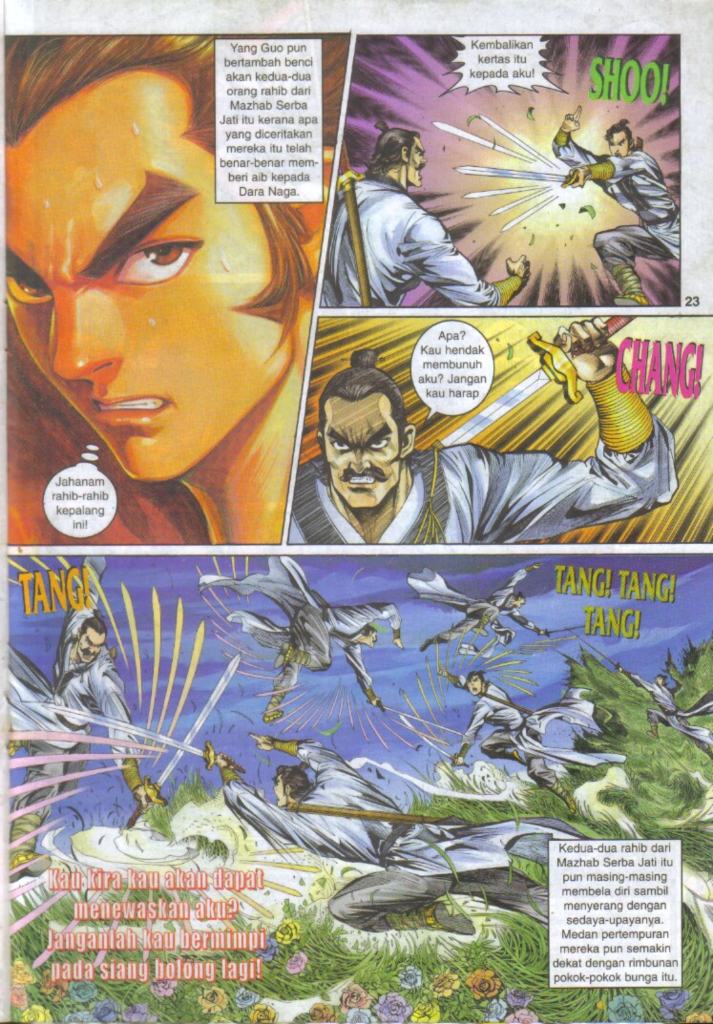 Yang Guo pun
bertambah benci
akan kedua-dua
orang rahib dari
Mazhab Serba
Jati itu kerana apa
yang diceritakan
mereka itu telah
benar-benar mem-
beri aib kepada
Dara Naga.
Jahanam
rahib-rahib
kepalang
ini!
Kembalikan
kertas itu
kepada aku!
SHOO!
23
Apa?
Kau hendak
membunuh
aku? Jangan
kau harap
CHANG!
TANG!
TANG! TANG!
TANG!
Kau kira kau akan dapat
menewaskan aku?
Janganlah kau bermimpi
pada siang bolong lagi!
Kedua-dua rahib dari
Mazhab Serba Jati itu
pun masing-masing
membela diri sambil
menyerang dengan
sedaya-upayanya.
Medan pertempuran
mereka pun semakin
dekat dengan rimbunan
pokok-pokok bunga itu.